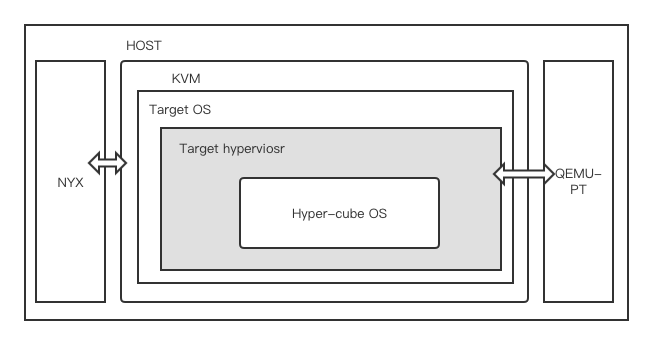 HOST
KVM
Target OS
Target hyperviosr
NYX
QEMU-
PT
Hyper-cube OS